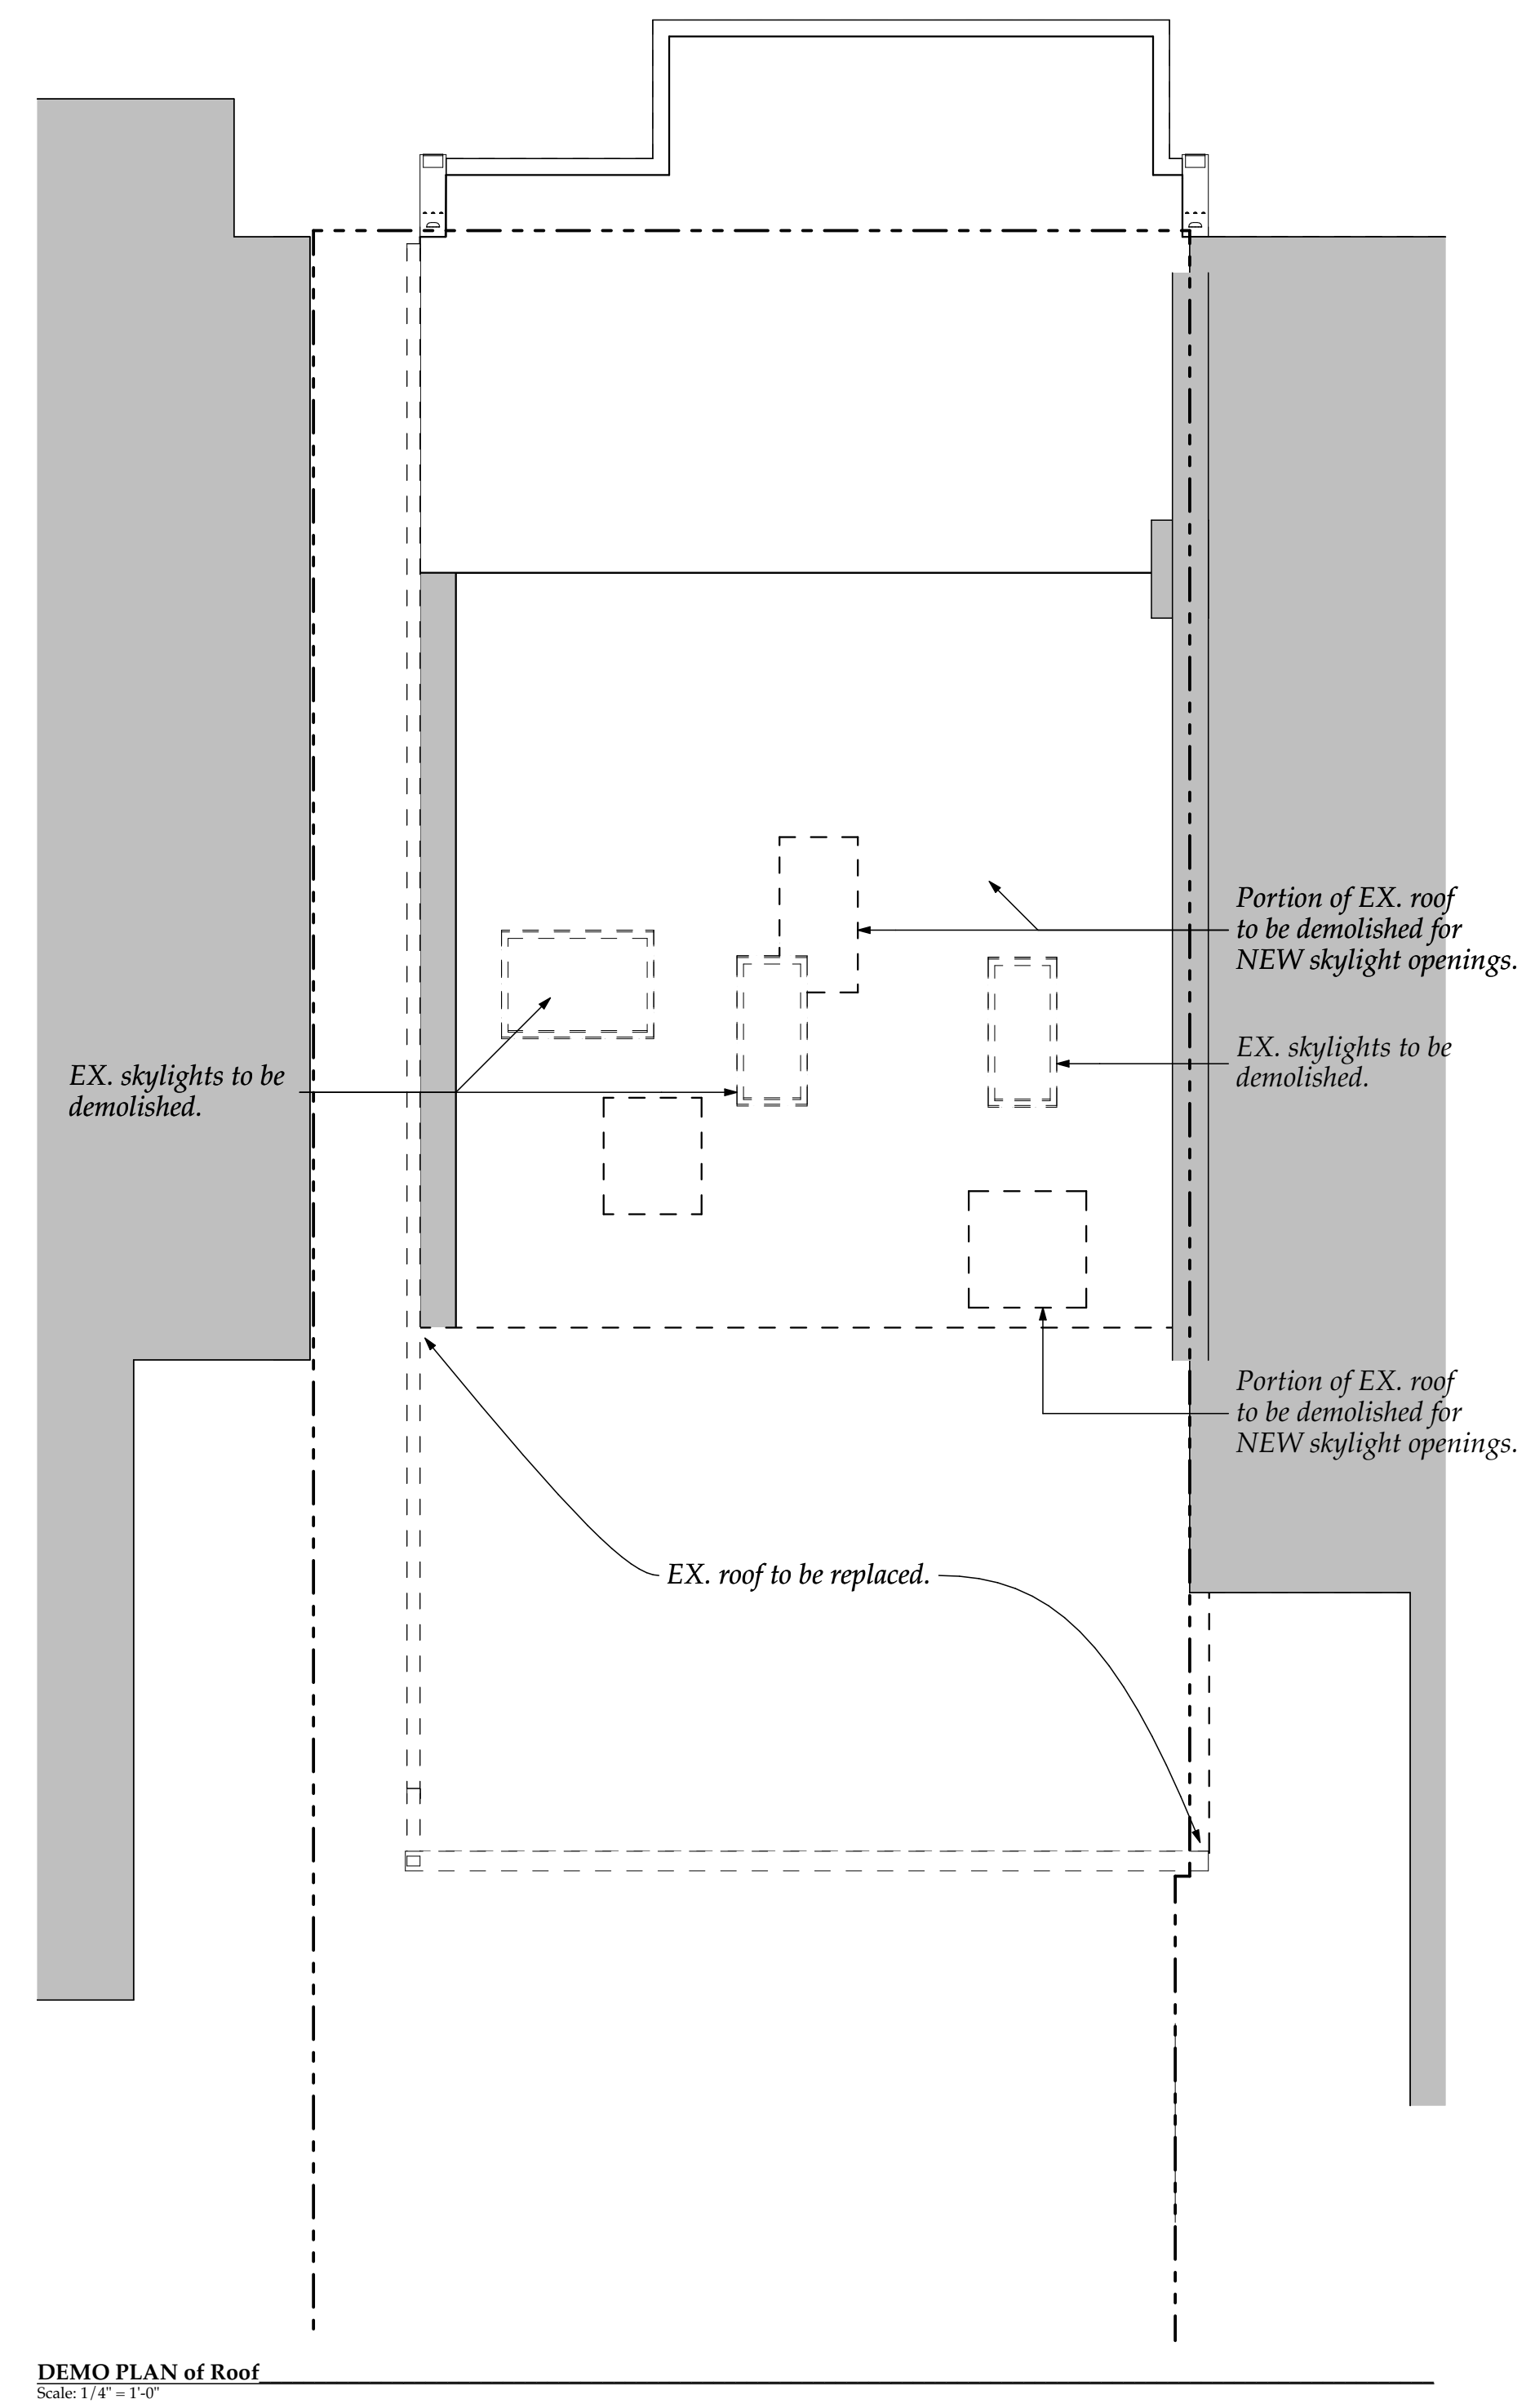 Portion of EX. roof
to be demolished for
NEW skylight openings.
EX. skylights to be
demolished.
EX. skylights to be
demolished.
Portion of EX. roof
to be demolished for
NEW skylight openings.
EX. roof to be replaced.
DEMO PLAN of Roof
Scale: 1/4" = 1'-0"